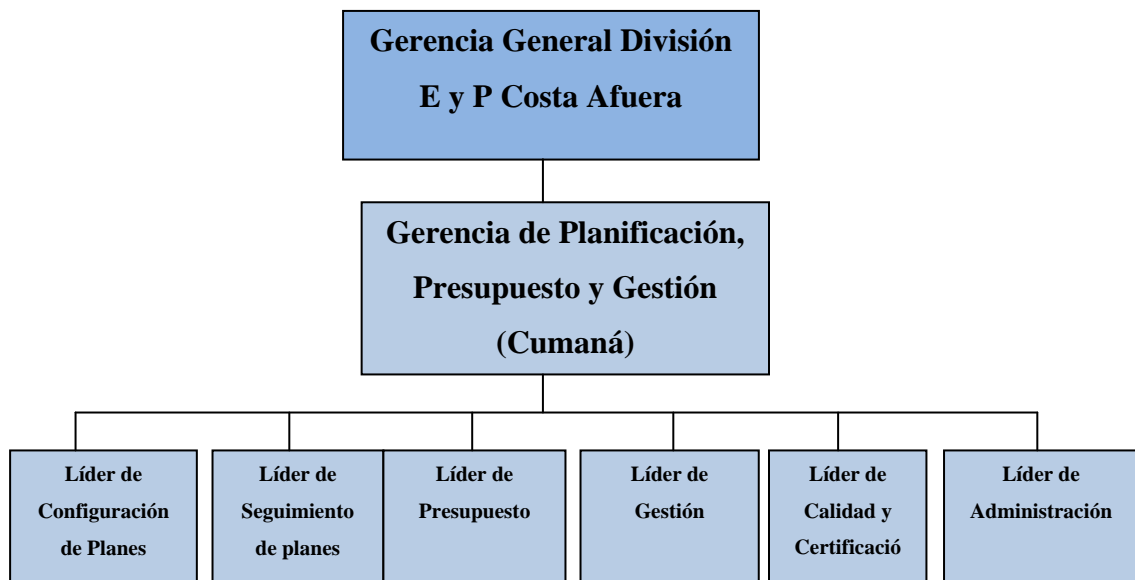 Gerencia General División
E y P Costa Afuera
Gerencia de Planificación,
Presupuesto y Gestión
(Cumaná)
Líder de
Configuración
de Planes
Líder de
Seguimiento
de planes
Líder de
Presupuesto
Líder de
Gestión
Líder de
Calidad y
Certificació
Líder de
Administración